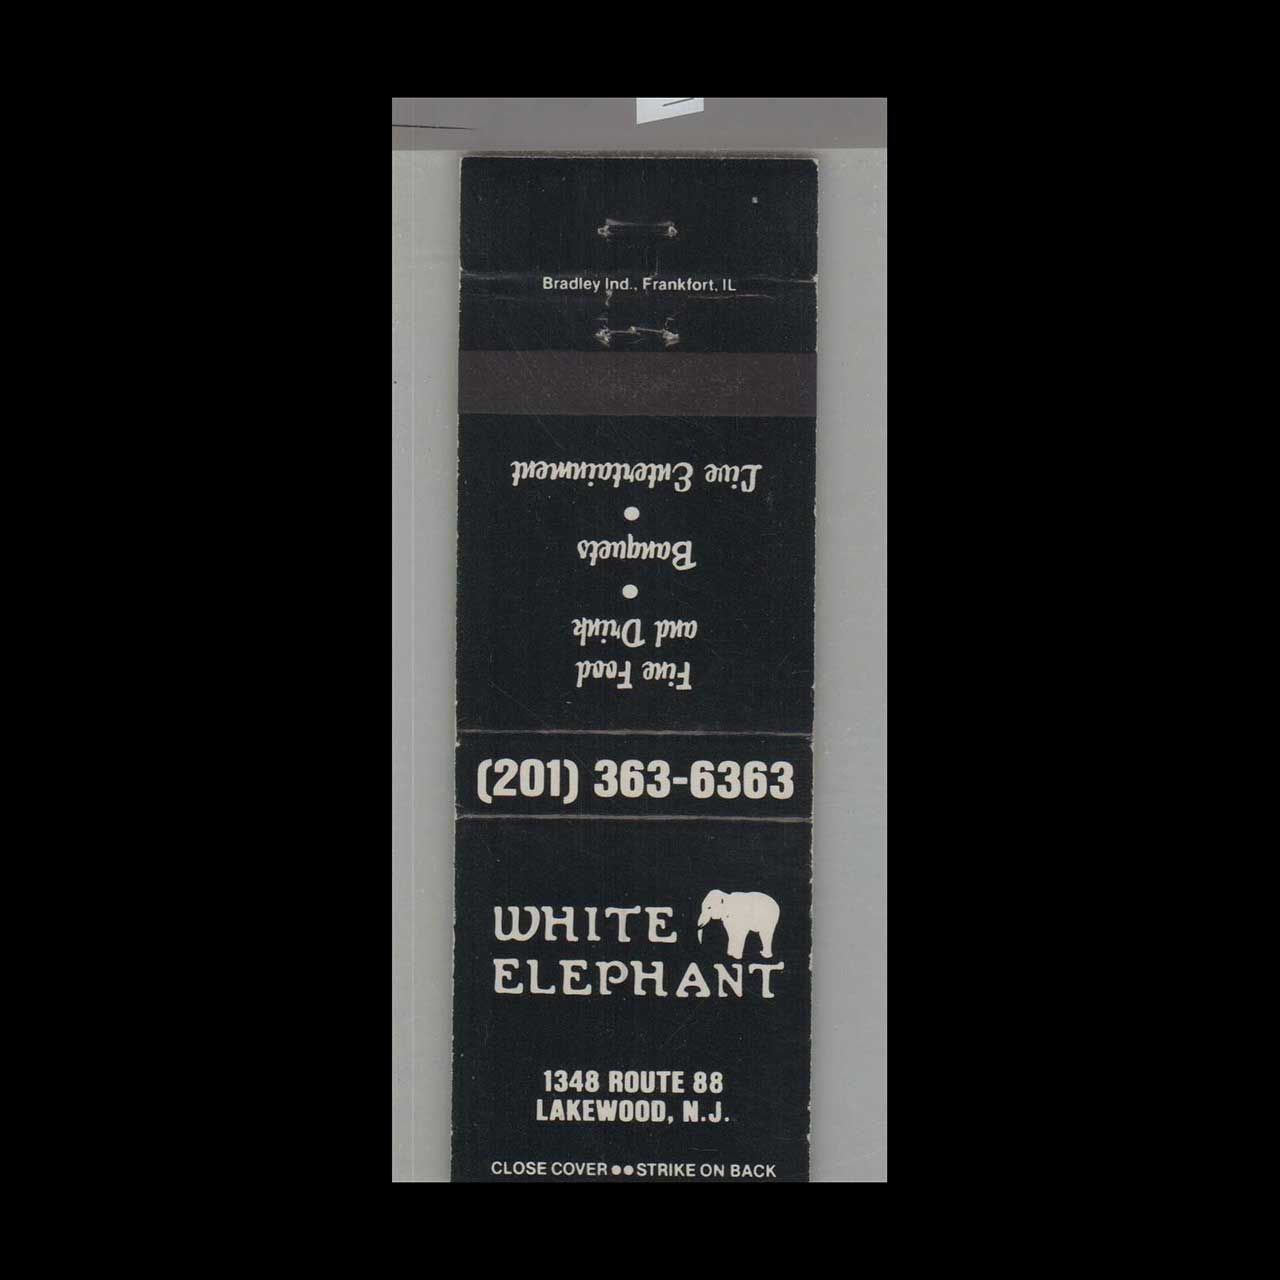 Bradley Ind., Frankfort, IL
Fine Food
and Drink
•
Banquets
•
Live Entertainment
(201) 363-6363
WHITE
ELEPHANT
1348 ROUTE 88
LAKEWOOD, N.J.
CLOSE COVER ●● STRIKE ON BACK